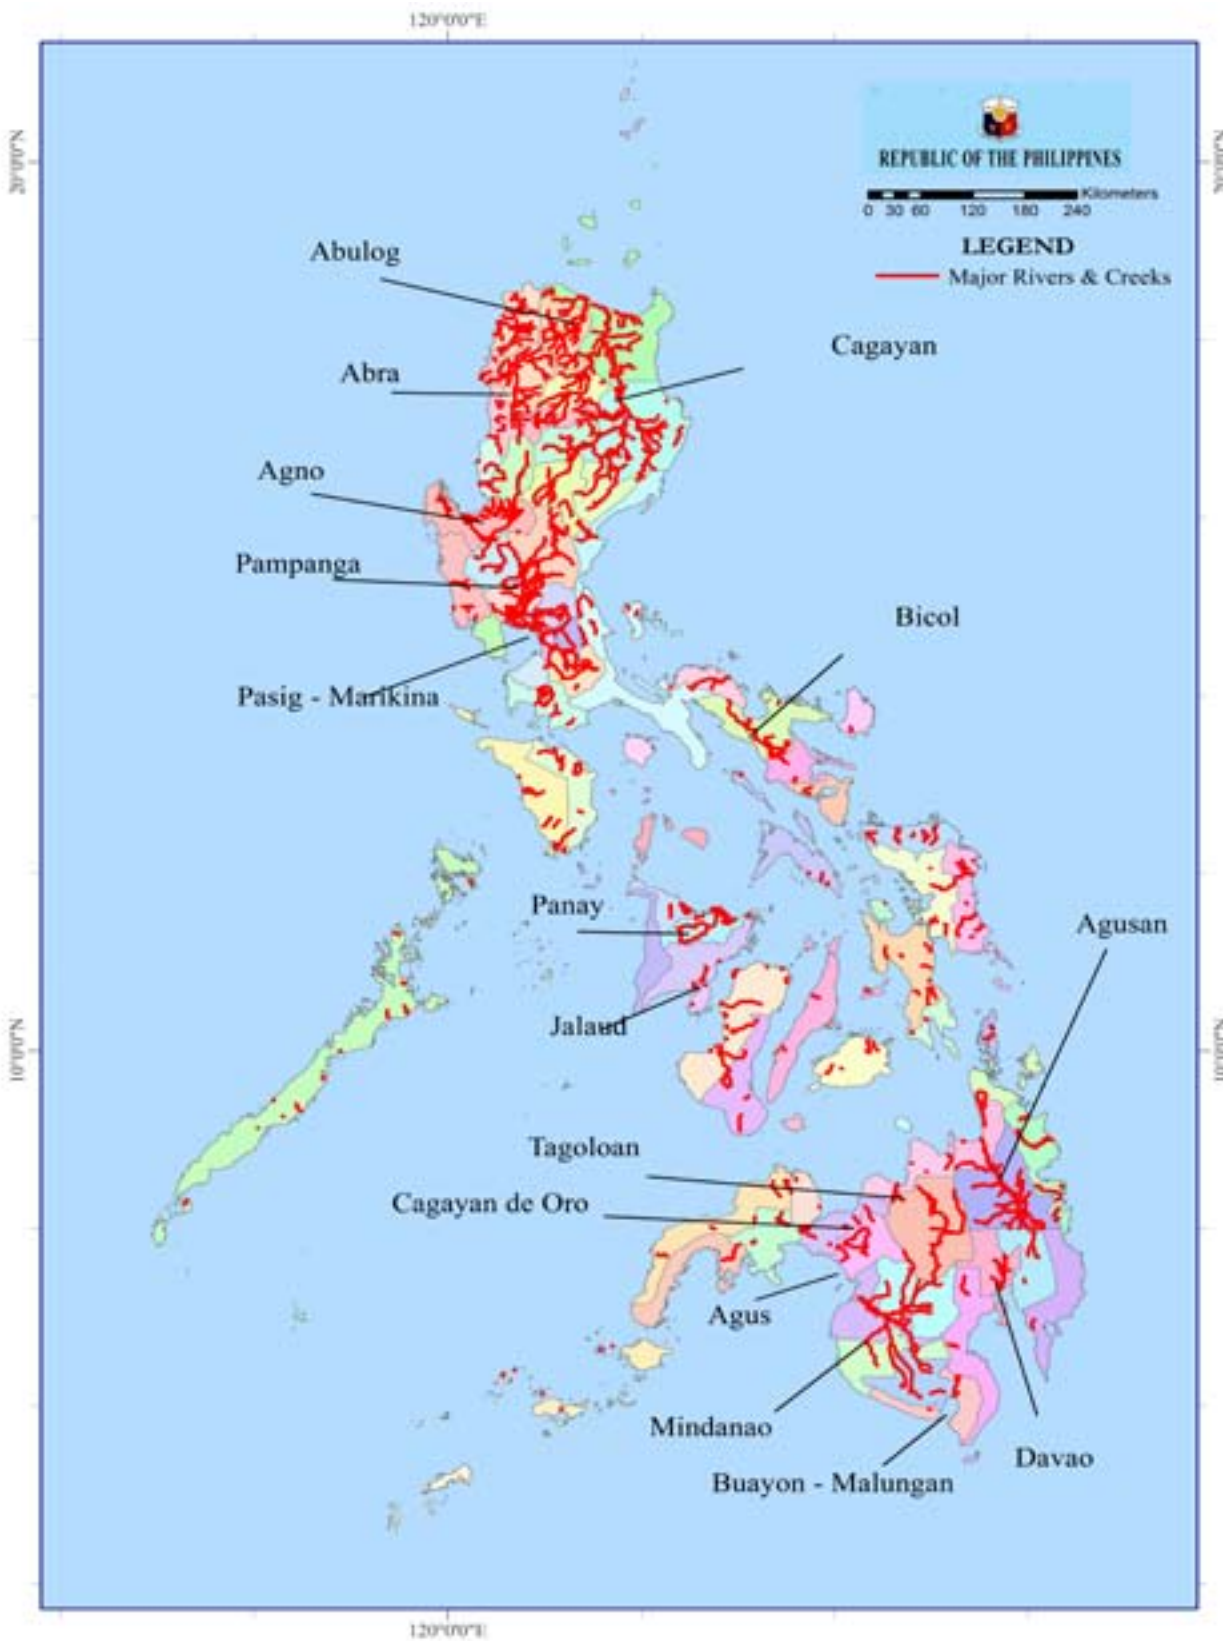 120°0'0"E
20°0'0"N
REPUBLIC OF THE PHILIPPINES
Kilometers
0 30 60 120 180 240
LEGEND
Major Rivers & Creeks
Abulog
Cagayan
Abra
Agno
Pampanga
Bicol
Pasig - Marikina
Panay
Agusan
Jalaud
10°0'0"N
Tagoloan
Cagayan de Oro
Agus
Mindanao
Davao
Buayon - Malungan
120°0'0"E